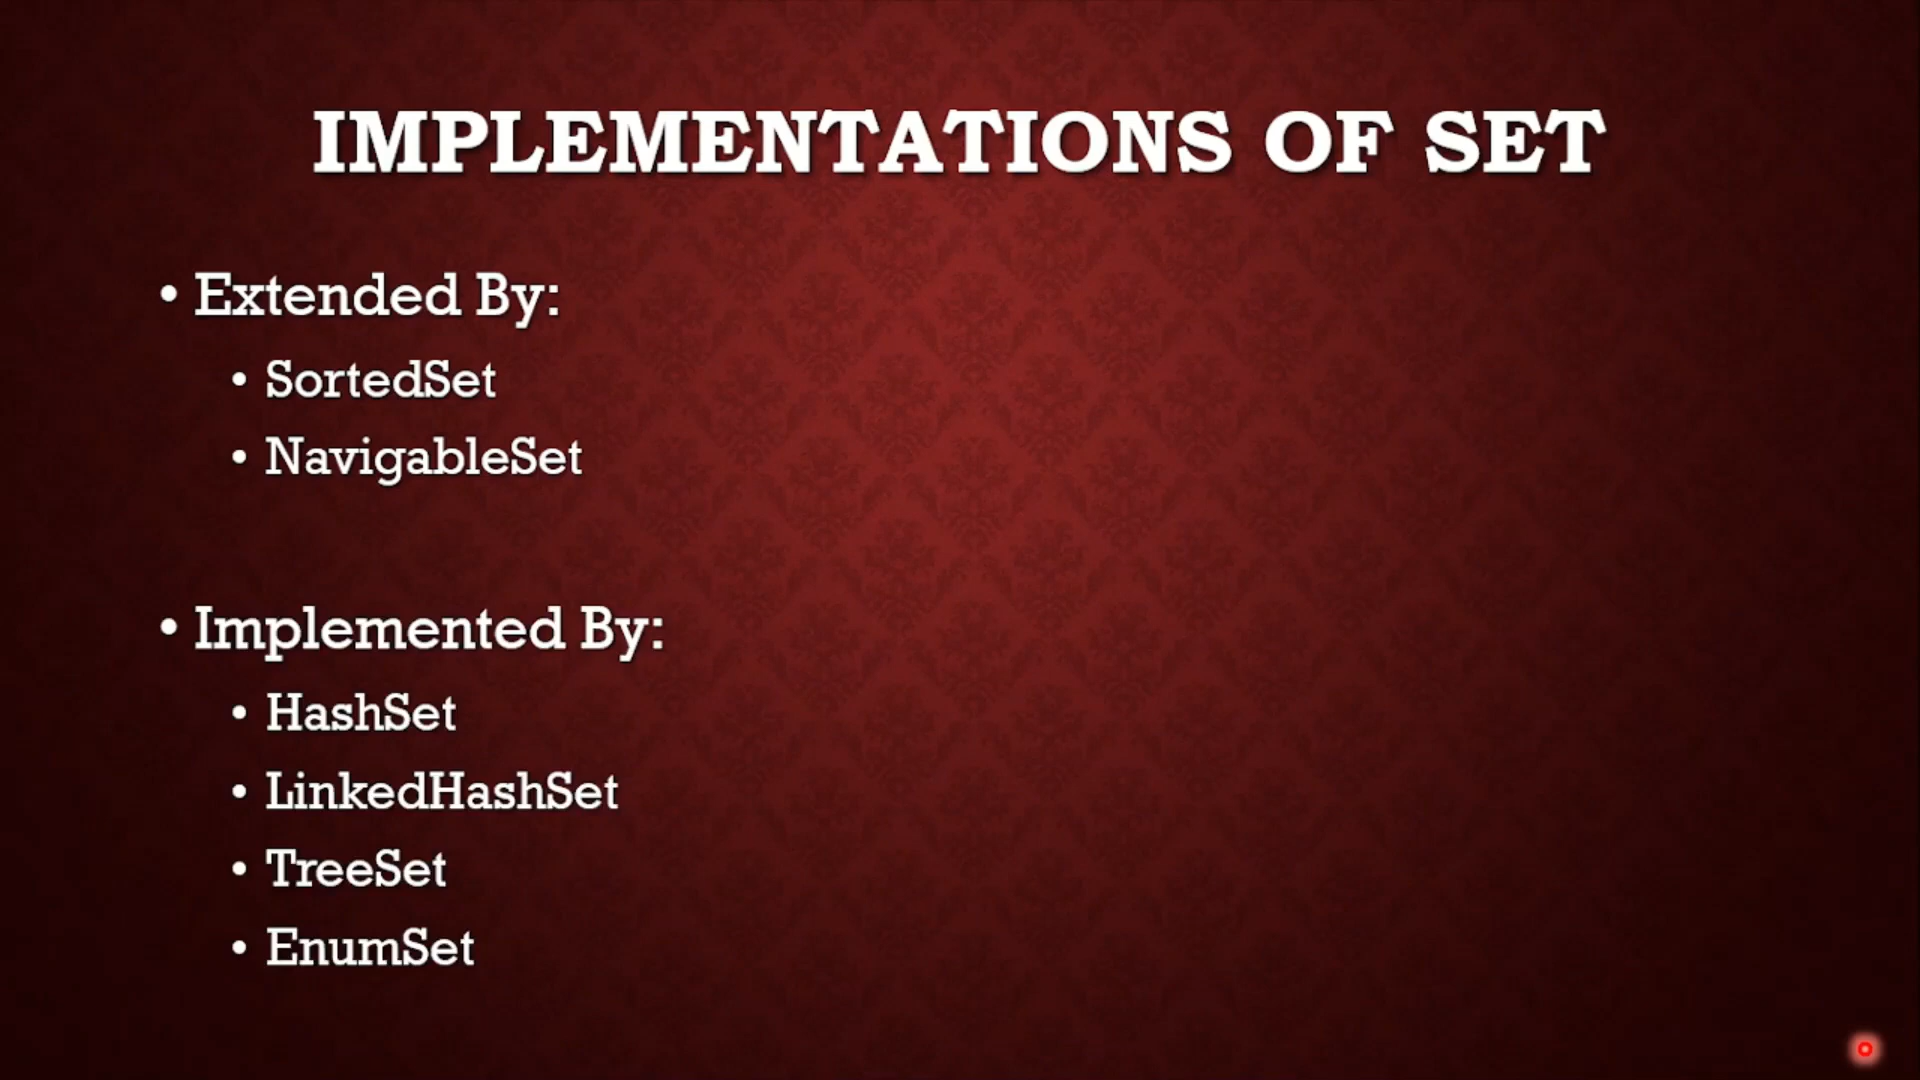 IMPLEMENTATIONS OF SET
• Extended By:
• SortedSet
• NavigableSet
• Implemented By:
• HashSet
• LinkedHashSet
• TreeSet
• EnumSet